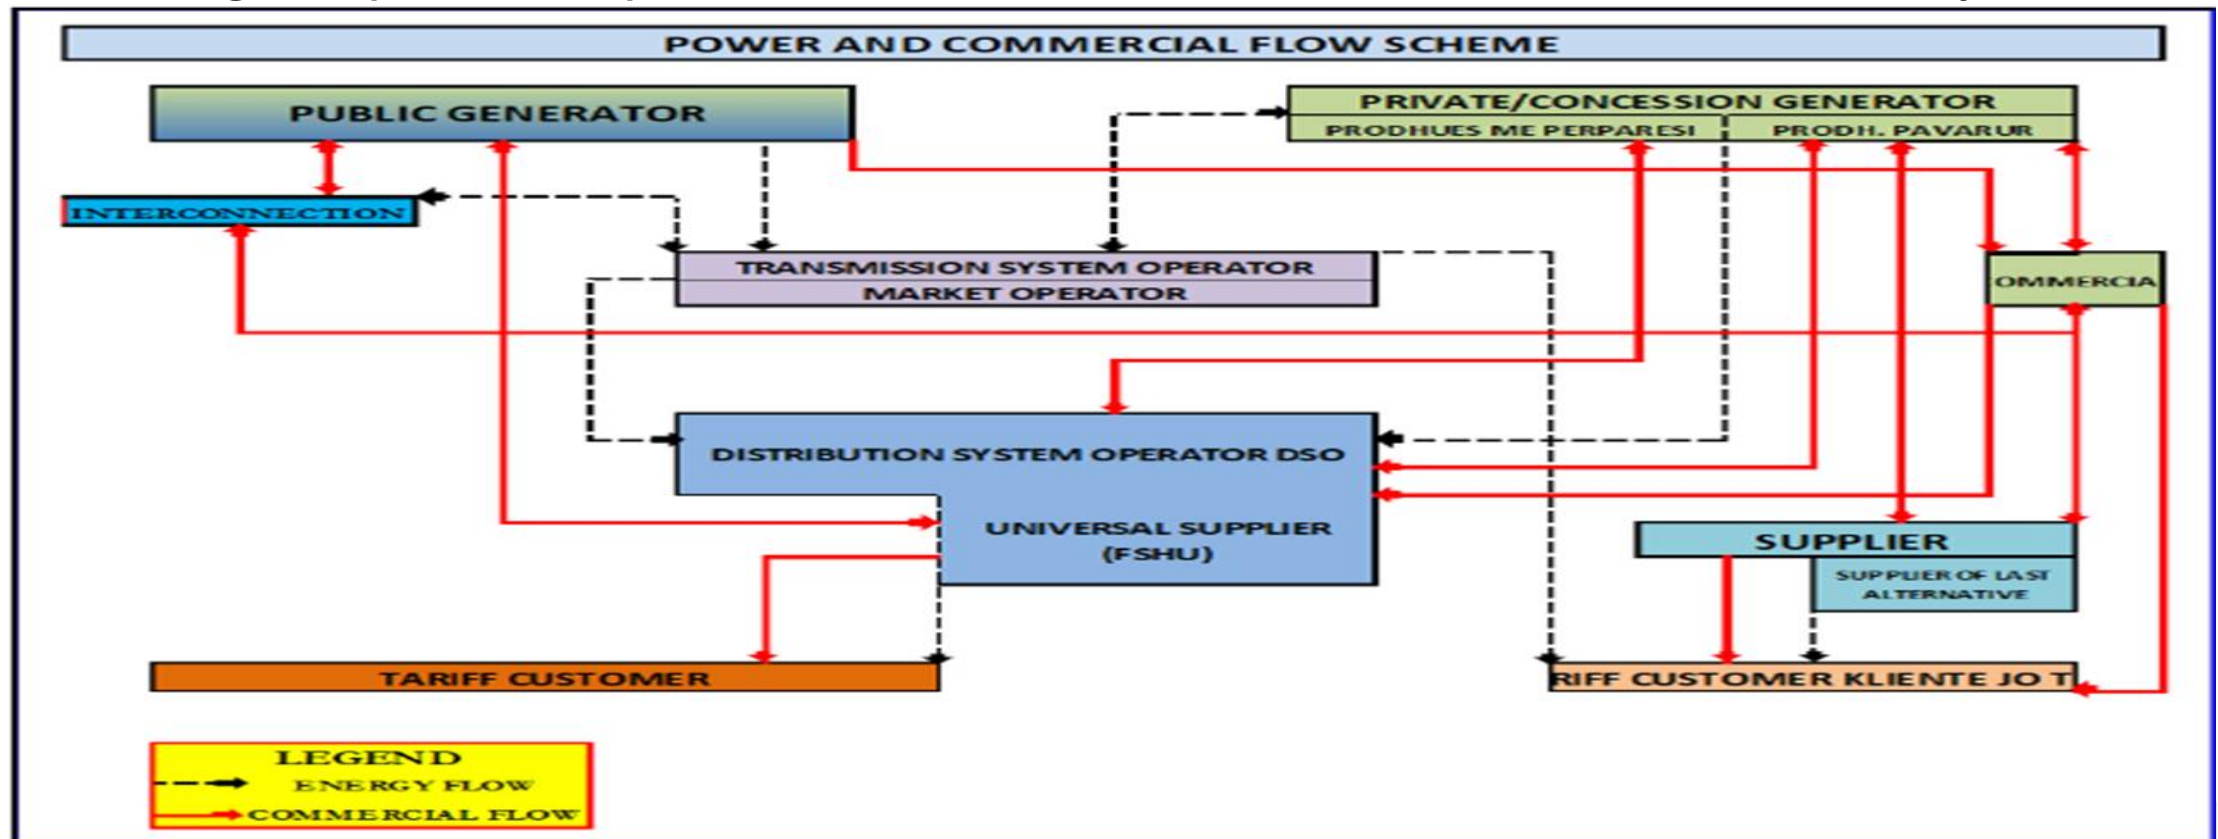 POWER AND COMMERCIAL FLOW SCHEME
PUBLIC GENERATOR
PRIVATE/CONCESSION GENERATOR
PRODHUES ME PERPARESI
PRODH. PAVARUR
INTERCONNECTION
TRANSMISSION SYSTEM OPERATOR
MARKET OPERATOR
OMMERCIA
DISTRIBUTION SYSTEM OPERATOR DSO
UNIVERSAL SUPPLIER
(FSHU)
SUPPLIER
SUPPLIER OF LAST
ALTERNATIVE
TARIFF CUSTOMER
RIFF CUSTOMER KLIENTE JO T
LEGEND
ENERGY FLOW
COMMERCIAL FLOW